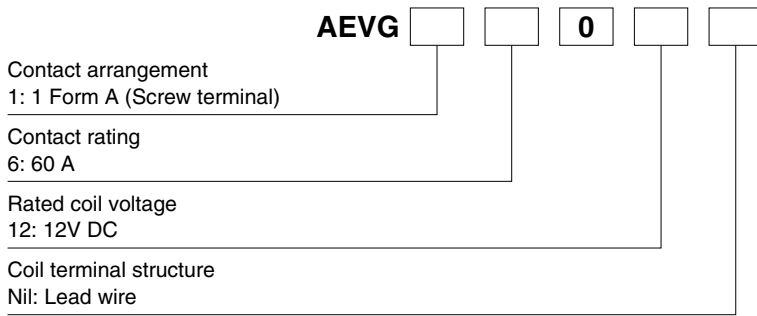 AEVG 0
Contact arrangement
1: 1 Form A (Screw terminal)
Contact rating
6: 60 A
Rated coil voltage
12: 12V DC
Coil terminal structure
Nil: Lead wire